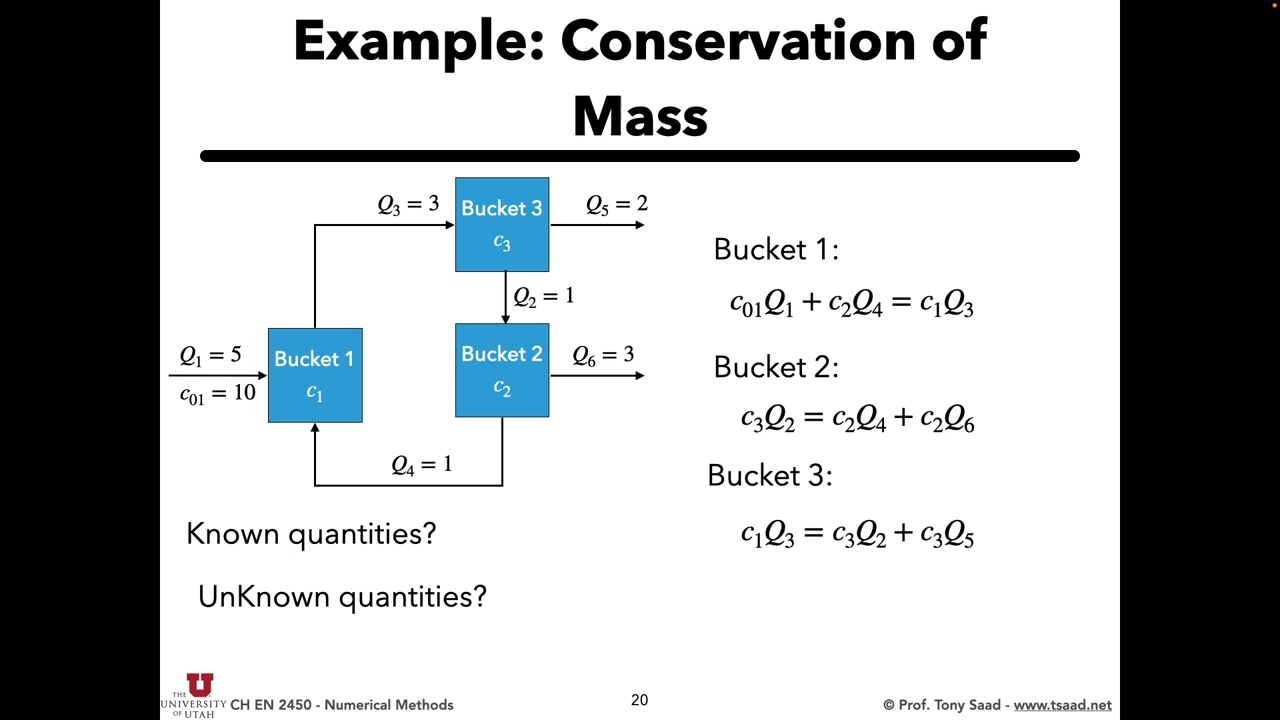 Example: Conservation of
Mass
Q₃ = 3
Bucket 3
c₃
Q₅ = 2
Q₂ = 1
Q₁ = 5
c₀₁ = 10
Bucket 1
c₁
Bucket 2
c₂
Q₆ = 3
Q₄ = 1
Known quantities?
UnKnown quantities?
Bucket 1:
c₀₁Q₁ + c₂Q₄ = c₁Q₃
Bucket 2:
c₃Q₂ = c₂Q₄ + c₂Q₆
Bucket 3:
c₁Q₃ = c₃Q₂ + c₃Q₅
THE
UNIVERSITY
OF UTAH
CH EN 2450 - Numerical Methods
20
© Prof. Tony Saad - www.tsaad.net